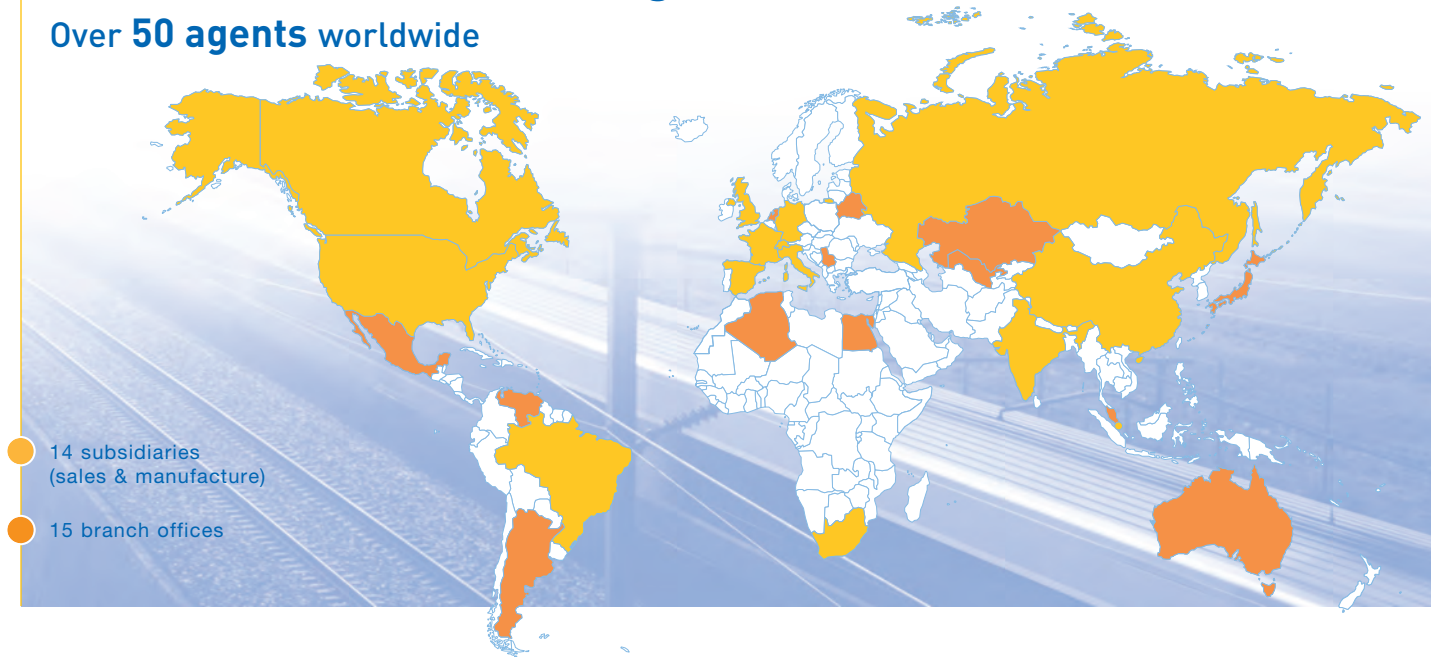 Over 50 agents worldwide
14 subsidiaries
(sales & manufacture)
15 branch offices